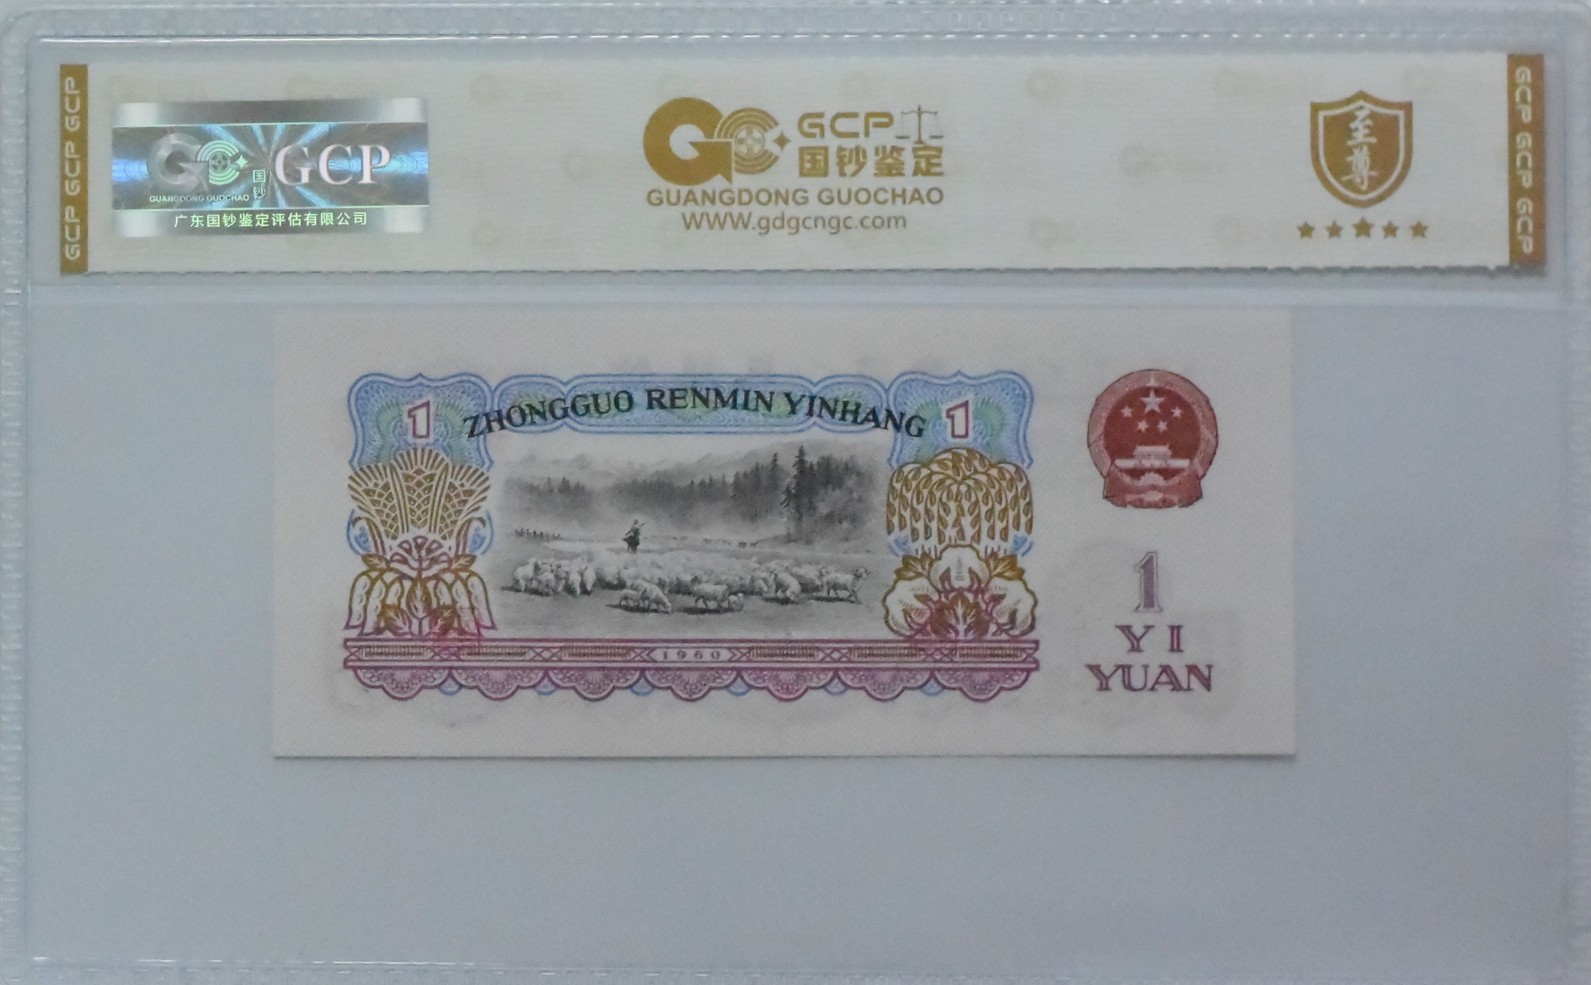 GCP GCP GCP
GUANGDONG GUOCHAO
国钞
GCP
广东国钞鉴定评估有限公司
GCP
国钞鉴定
GUANGDONG GUOCHAO
WWW.gdgcngc.com
至尊
GCP GCP GCP
1
ZHONGGUO RENMIN YINHANG
1
1960
1
YI
YUAN